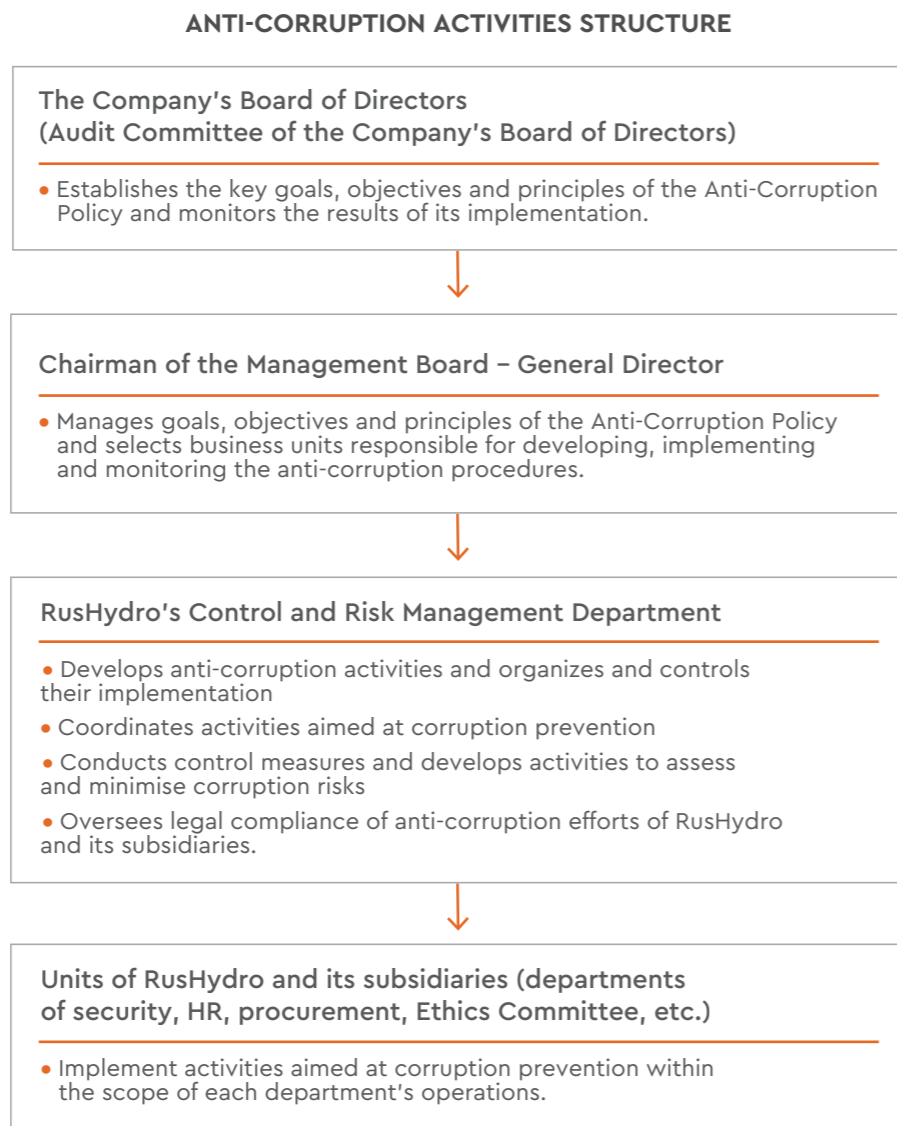 ANTI-CORRUPTION ACTIVITIES STRUCTURE
The Company's Board of Directors
(Audit Committee of the Company's Board of Directors)
• Establishes the key goals, objectives and principles of the Anti-Corruption
Policy and monitors the results of its implementation.
Chairman of the Management Board – General Director
• Manages goals, objectives and principles of the Anti-Corruption Policy
and selects business units responsible for developing, implementing
and monitoring the anti-corruption procedures.
RusHydro's Control and Risk Management Department
• Develops anti-corruption activities and organizes and controls
their implementation
• Coordinates activities aimed at corruption prevention
• Conducts control measures and develops activities to assess
and minimise corruption risks
• Oversees legal compliance of anti-corruption efforts of RusHydro
and its subsidiaries.
Units of RusHydro and its subsidiaries (departments
of security, HR, procurement, Ethics Committee, etc.)
• Implement activities aimed at corruption prevention within
the scope of each department's operations.